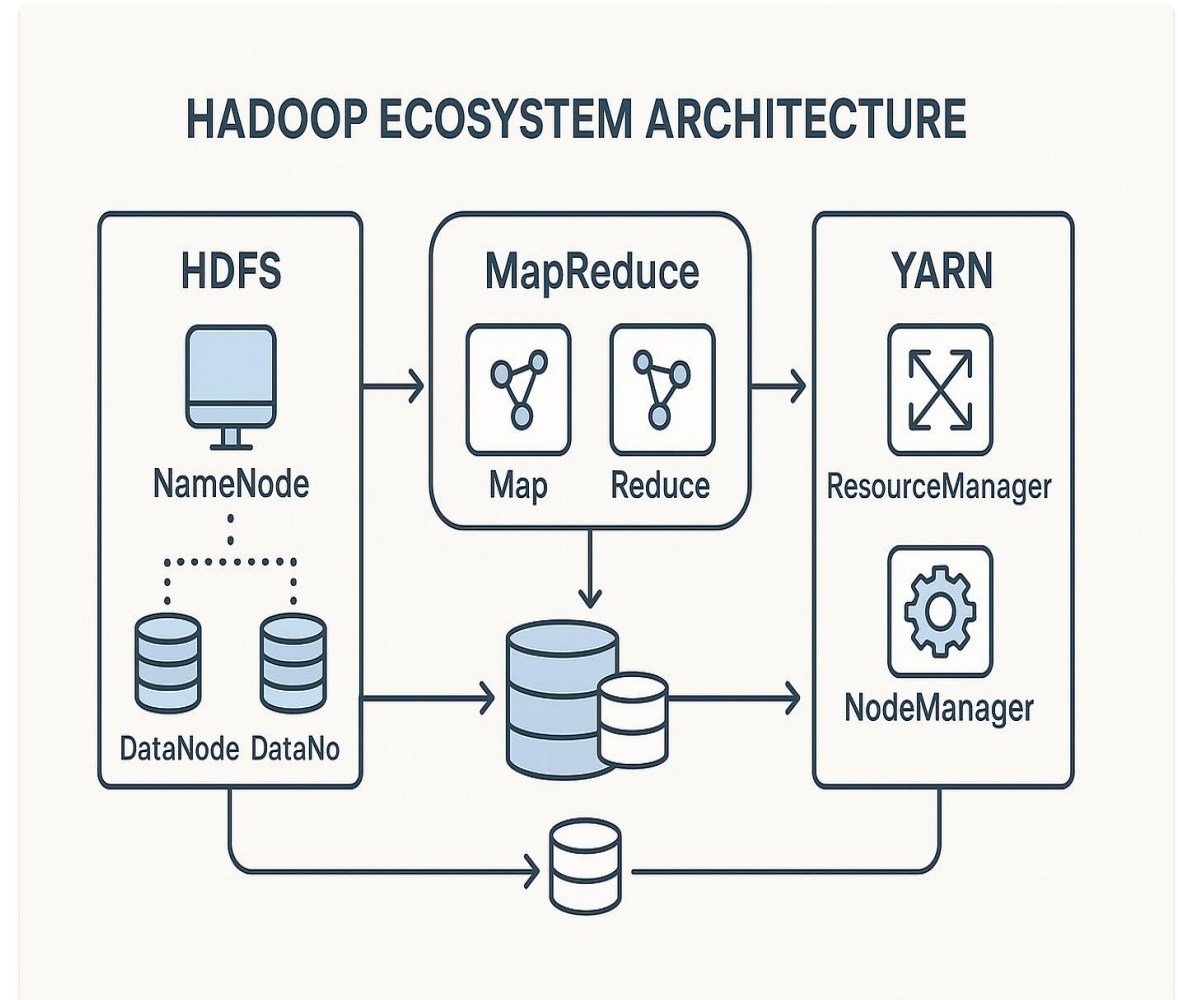 HADOOP ECOSYSTEM ARCHITECTURE
HDFS
NameNode
DataNode DataNo
MapReduce
Map Reduce
YARN
ResourceManager
NodeManager